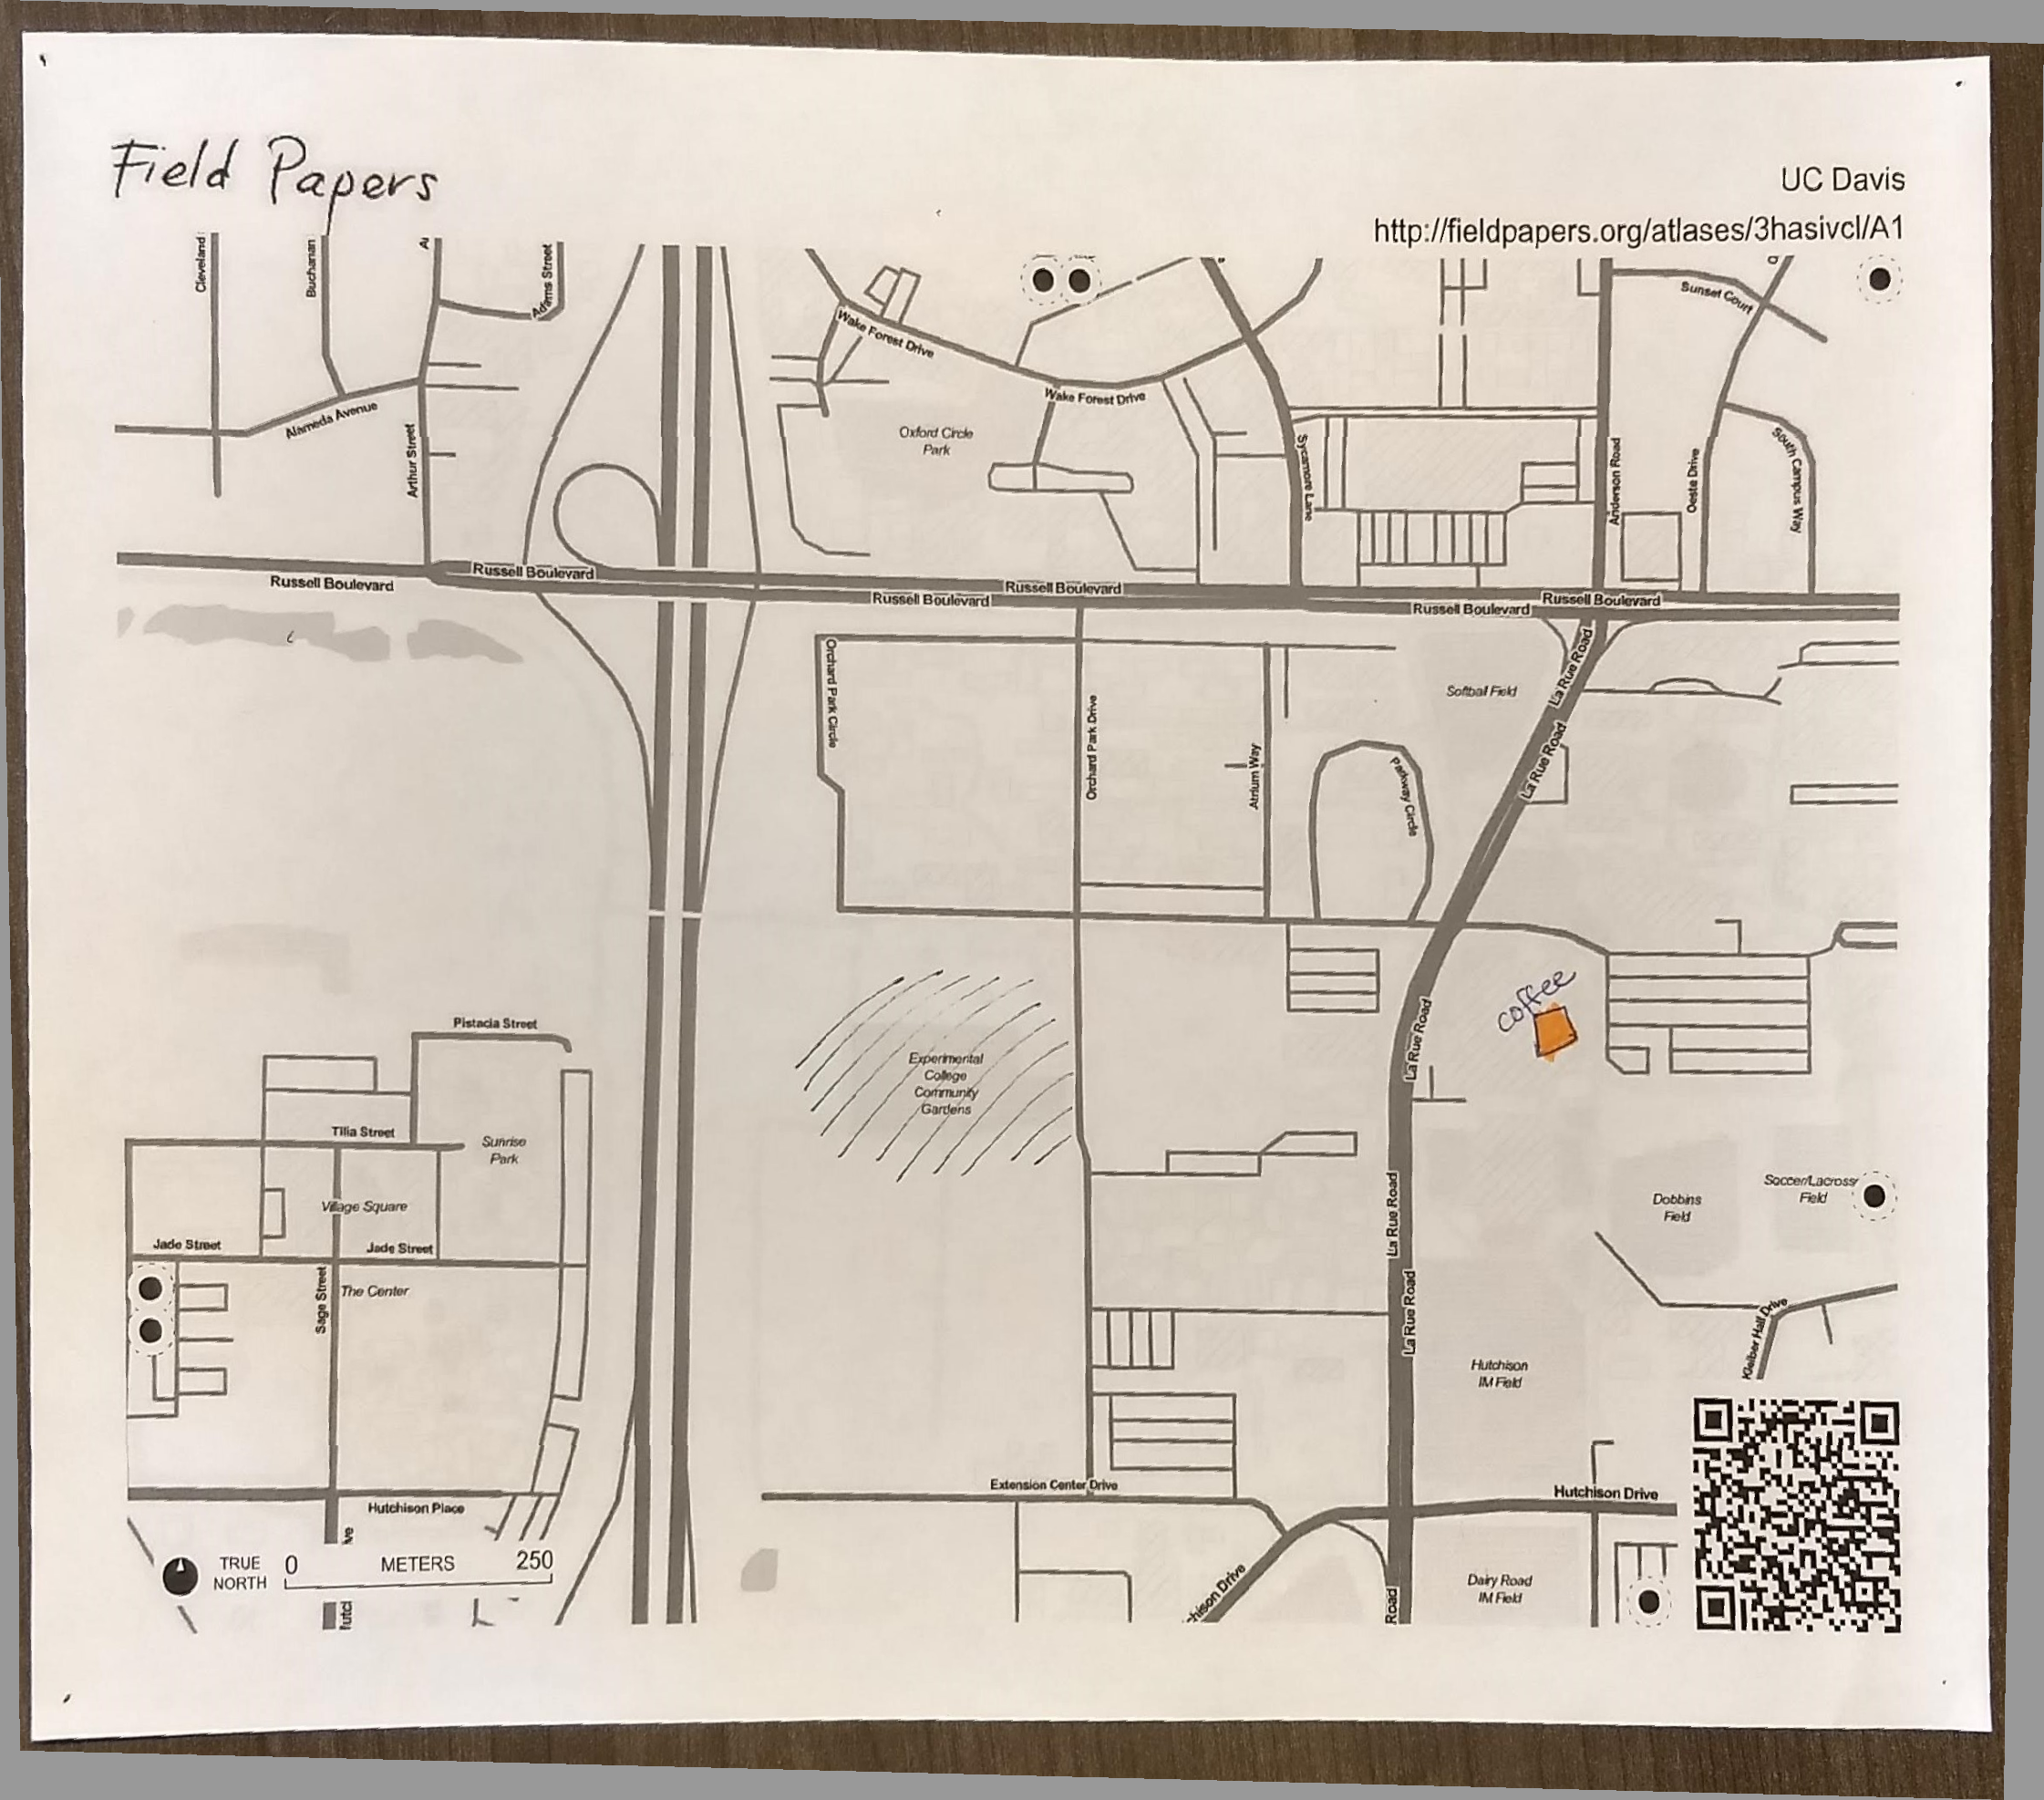 Field Papers
UC Davis
http://fieldpapers.org/atlases/3hasivcl/A1
Cleveland
Buchanan
Adams Street
Adams Street
Alameda Avenue
Arthur Street
Wake Forest Drive
Wake Forest Drive
Oxford Circle
Park
Sycamore Lane
Anderson Road
Sunset Court
Oeste Drive
South Campus Way
Russell Boulevard
Russell Boulevard
Russell Boulevard
Russell Boulevard
Russell Boulevard
Russell Boulevard
Orchard Park Circle
Orchard Park Drive
Atrium Way
Parkway Circle
Softball Field
La Rue Road
La Rue Road
La Rue Road
coffee
Experimental
College
Community
Gardens
Pistacia Street
Tilia Street
Sunrise
Park
Village Square
Jade Street
Jade Street
The Center
Sage Street
La Rue Road
La Rue Road
Dobbins
Field
Soccer/Lacross
Field
Kleiber Hall Drive
Hutchison
IM Field
Extension Center Drive
Hutchison Drive
Hutchison Place
TRUE
NORTH
0 METERS 250
chison Drive
Road
Dairy Road
IM Field